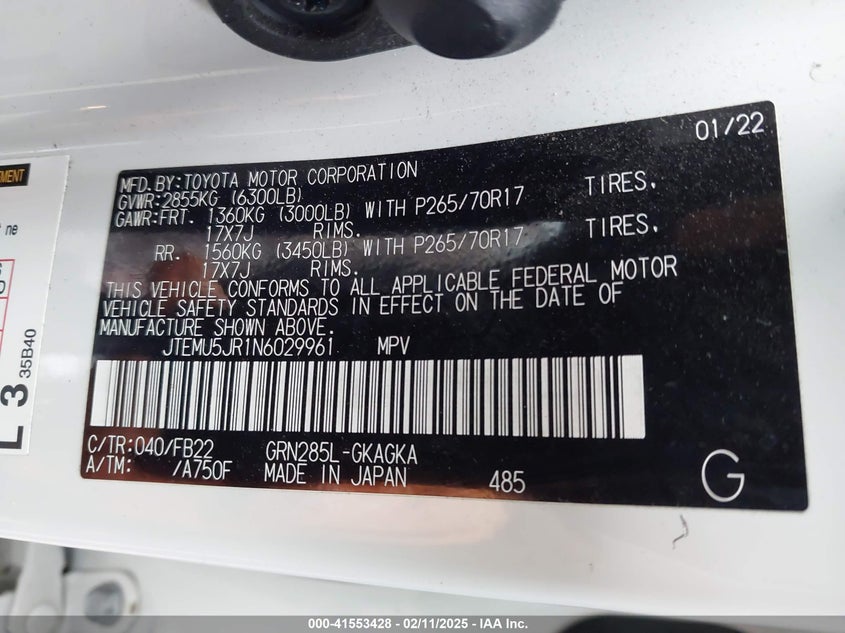 01/22
MFD.BY:TOYOTA MOTOR CORPORATION
GVWR:2855KG (6300LB)
GAWR:FRT. 1360KG (3000LB) WITH P265/70R17 TIRES,
17X7J RIMS.
RR. 1560KG (3450LB) WITH P265/70R17 TIRES,
17X7J RIMS.
THIS VEHICLE CONFORMS TO ALL APPLICABLE FEDERAL MOTOR
VEHICLE SAFETY STANDARDS IN EFFECT ON THE DATE OF
MANUFACTURE SHOWN ABOVE.
JTEMU5JR1N6029961 MPV
C/TR:040/FB22 GRN285L-GKAGKA
A/TM: /A750F MADE IN JAPAN 485 G
L 3 35B40
000-41553428 - 02/11/2025 - IAA Inc.